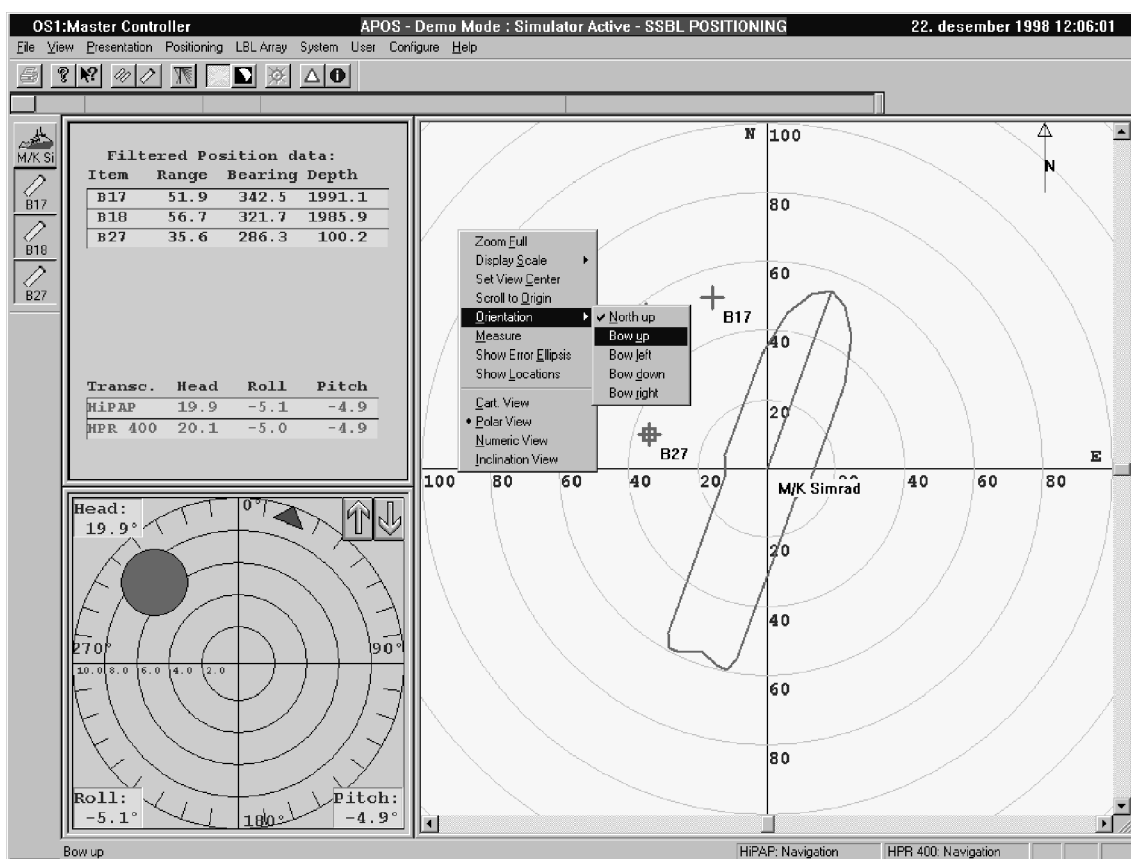 OS1:Master Controller APOS - Demo Mode : Simulator Active - SSBL POSITIONING 22. desember 1998 12:06:01
File View Presentation Positioning LBL Array System User Configure Help
M/K Si
B17
B18
B27
Filtered Position data:
Item Range Bearing Depth
B17 51.9 342.5 1991.1
B18 56.7 321.7 1985.9
B27 35.6 286.3 100.2
Transc. Head Roll Pitch
HiPAP 19.9 -5.1 -4.9
HPR 400 20.1 -5.0 -4.9
Head:
19.9°
0°
270°
90°
10.0 8.0 6.0 4.0 2.0
Roll:
-5.1°
180°
Pitch:
-4.9°
N 100
N
80
60
B17
40
20
B27
E
100 80 60 40 20 40 60 80
M/K Simrad
20
40
60
80
Zoom Full
Display Scale
Set View Center
Scroll to Origin
Orientation
Measure
Show Error Ellipsis
Show Locations
Cart. View
Polar View
Numeric View
Inclination View
North up
Bow up
Bow left
Bow down
Bow right
Bow up HiPAP: Navigation HPR 400: Navigation